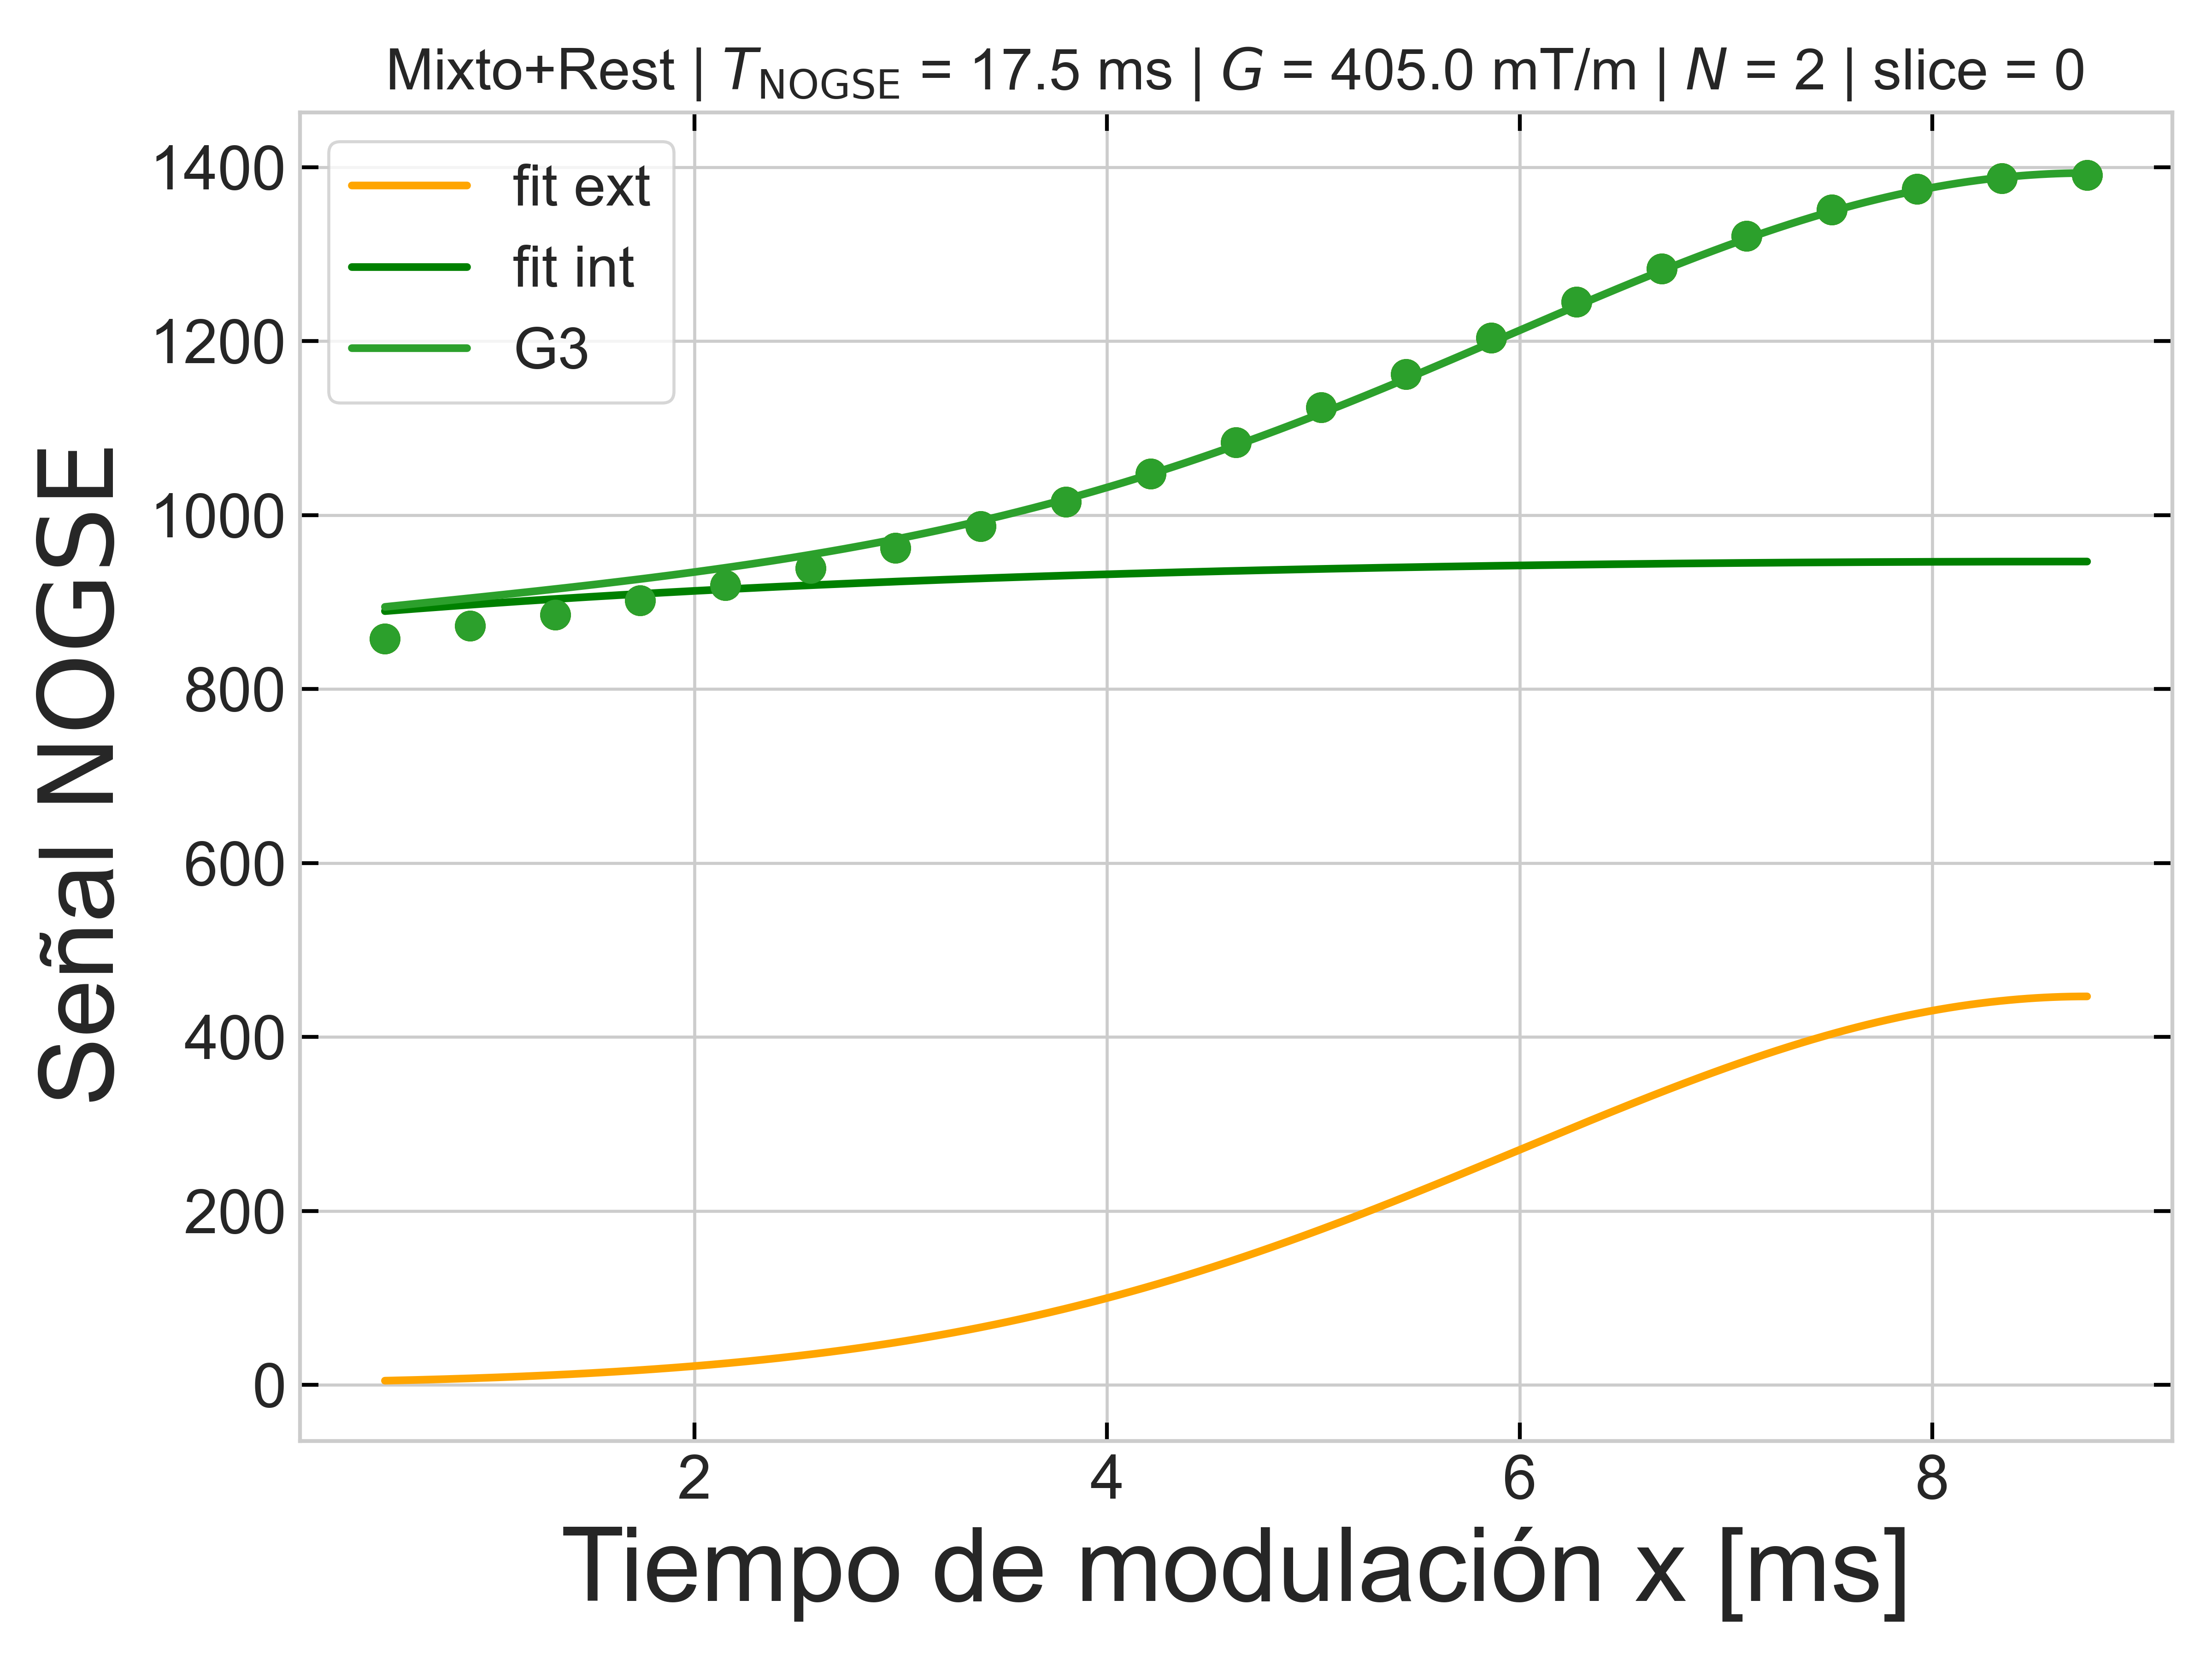 Mixto+Rest | T_NOGSE = 17.5 ms | G = 405.0 mT/m | N = 2 | slice = 0
fit ext
fit int
G3
1400
1200
1000
800
600
400
200
0
Señal NOGSE
2 4 6 8
Tiempo de modulación x [ms]